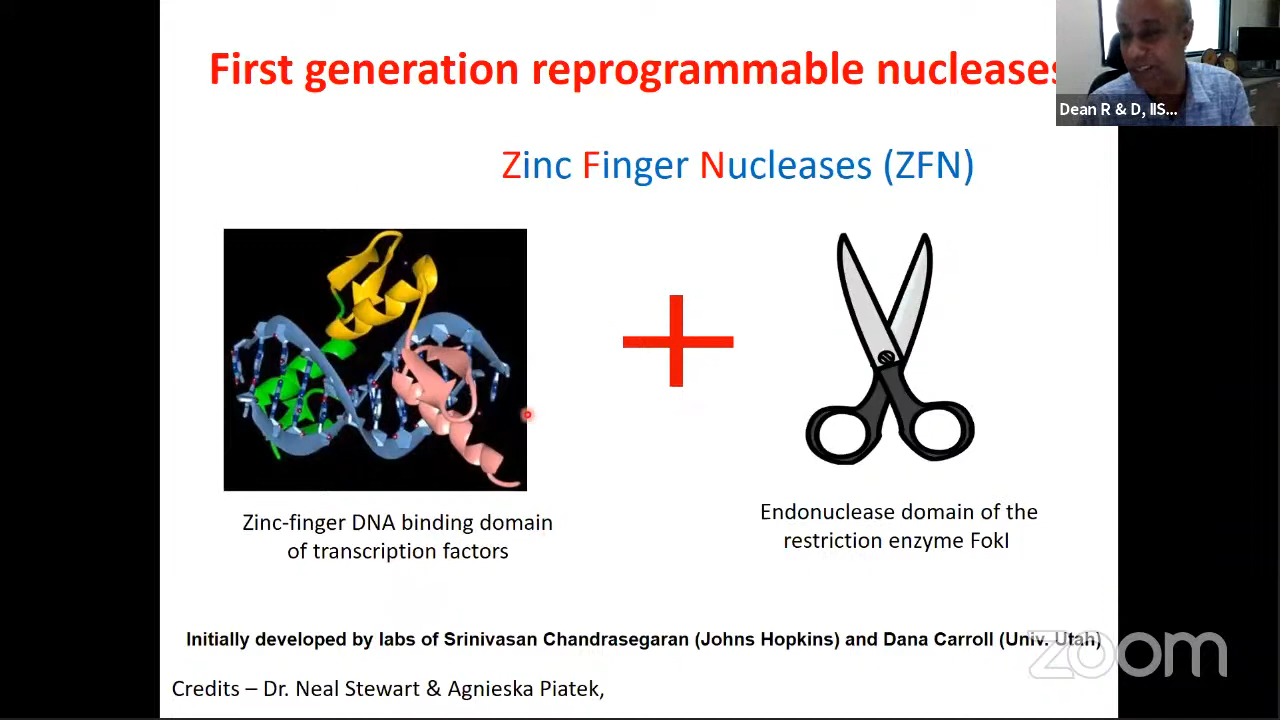 First generation reprogrammable nucleases
Dean R & D, IIS...
Zinc Finger Nucleases (ZFN)
Zinc-finger DNA binding domain
of transcription factors
Endonuclease domain of the
restriction enzyme FokI
Initially developed by labs of Srinivasan Chandrasegaran (Johns Hopkins) and Dana Carroll (Univ. Utah)
zoom
Credits – Dr. Neal Stewart & Agnieska Piatek,